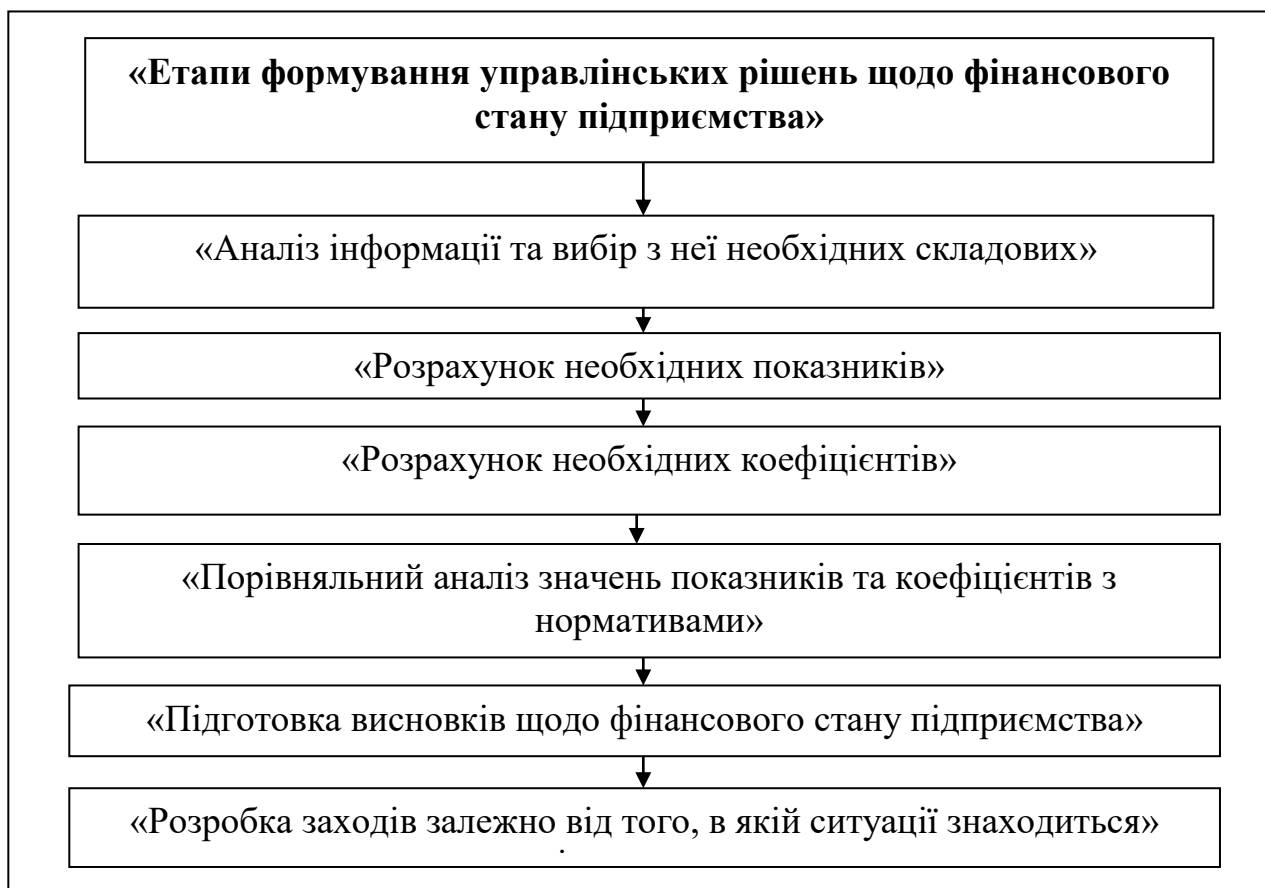 «Етапи формування управлінських рішень щодо фінансового
стану підприємства»
«Аналіз інформації та вибір з неї необхідних складових»
«Розрахунок необхідних показників»
«Розрахунок необхідних коефіцієнтів»
«Порівняльний аналіз значень показників та коефіцієнтів з
нормативами»
«Підготовка висновків щодо фінансового стану підприємства»
«Розробка заходів залежно від того, в якій ситуації знаходиться»